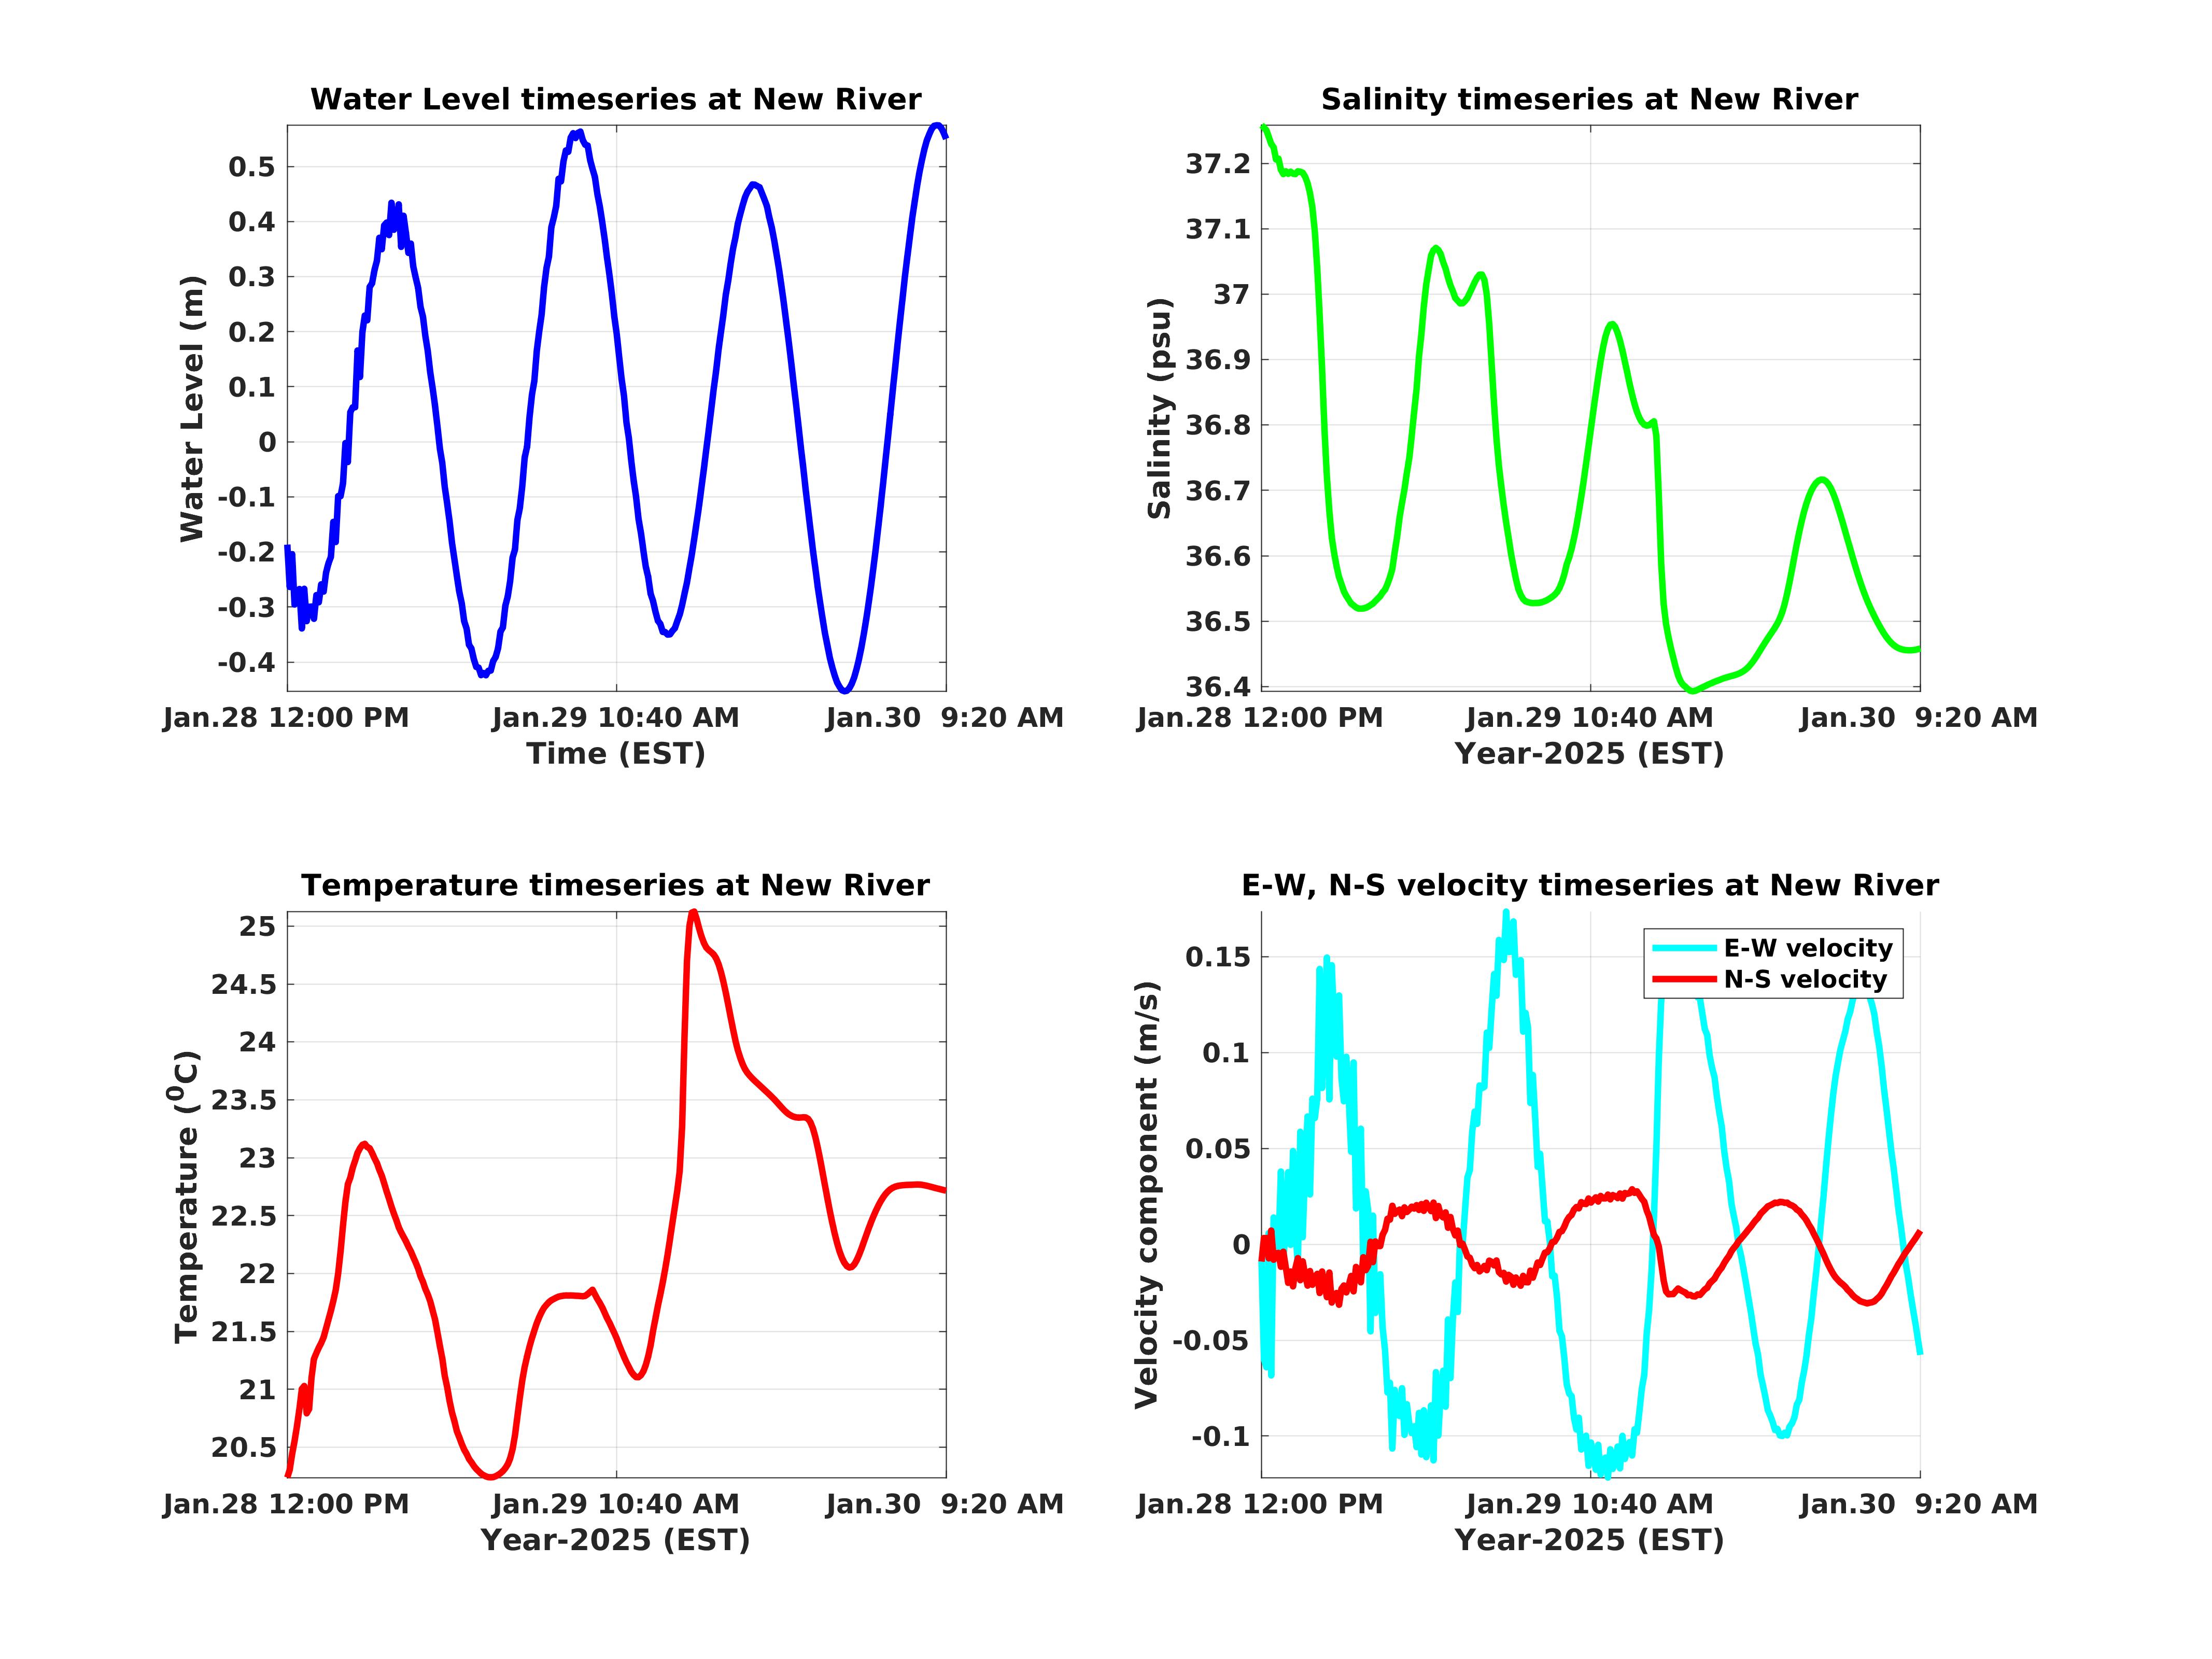 Water Level timeseries at New River
0.5
0.4
0.3
0.2
0.1
0
-0.1
-0.2
-0.3
-0.4
Water Level (m)
Jan.28 12:00 PM
Jan.29 10:40 AM
Jan.30 9:20 AM
Time (EST)
Salinity timeseries at New River
37.2
37.1
37
36.9
36.8
36.7
36.6
36.5
36.4
Salinity (psu)
Jan.28 12:00 PM
Jan.29 10:40 AM
Jan.30 9:20 AM
Year-2025 (EST)
Temperature timeseries at New River
25
24.5
24
23.5
23
22.5
22
21.5
21
20.5
Temperature (⁰C)
Jan.28 12:00 PM
Jan.29 10:40 AM
Jan.30 9:20 AM
Year-2025 (EST)
E-W, N-S velocity timeseries at New River
E-W velocity
N-S velocity
0.15
0.1
0.05
0
-0.05
-0.1
Velocity component (m/s)
Jan.28 12:00 PM
Jan.29 10:40 AM
Jan.30 9:20 AM
Year-2025 (EST)